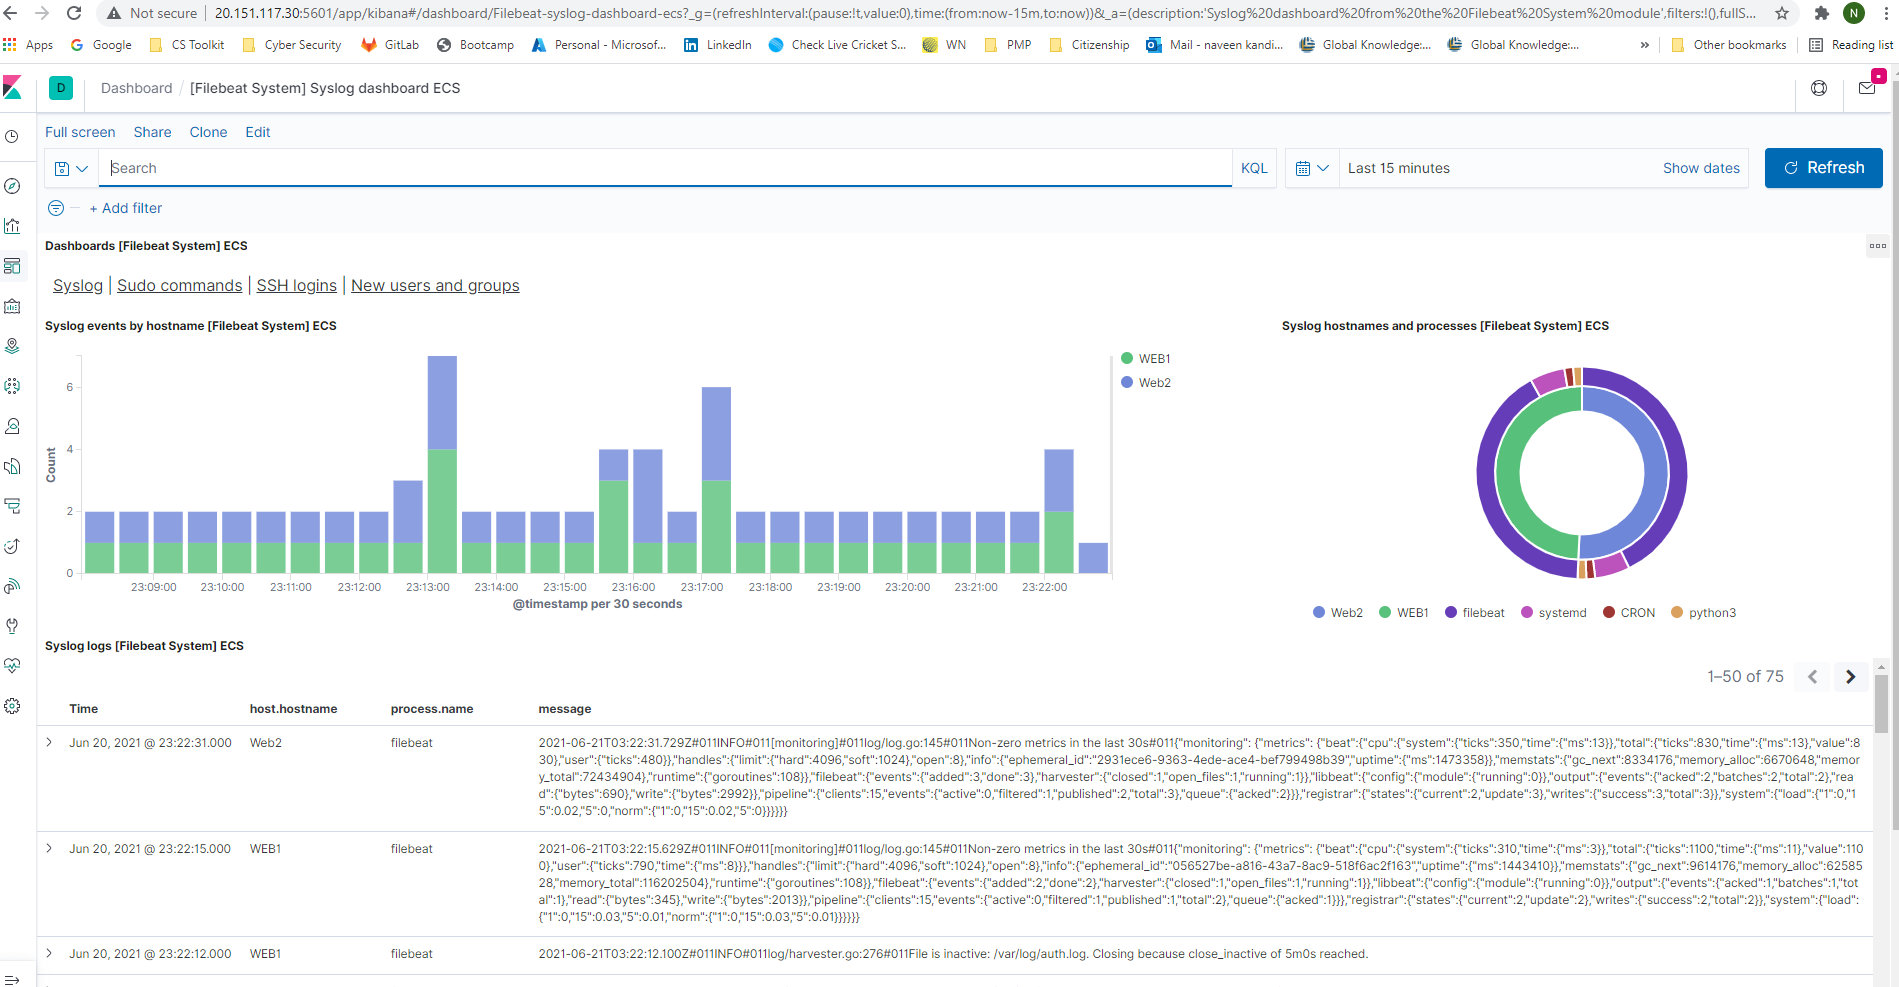 Not secure | 20.151.117.30:5601/app/kibana#/dashboard/Filebeat-syslog-dashboard-ecs?_g=(refreshInterval:(pause:!t,value:0),time:(from:now-15m,to:now))&_a=(description:'Syslog%20dashboard%20from%20the%20Filebeat%20System%20module',filters:!(),fullS... N
Apps Google CS Toolkit Cyber Security GitLab Bootcamp Personal - Microsof... LinkedIn Check Live Cricket S... WN PMP Citizenship Mail - naveen kandi... Global Knowledge:... Global Knowledge:... » Other bookmarks Reading list
D Dashboard / [Filebeat System] Syslog dashboard ECS
Full screen Share Clone Edit
Search KQL Last 15 minutes Show dates Refresh
+ Add filter
Dashboards [Filebeat System] ECS
Syslog | Sudo commands | SSH logins | New users and groups
Syslog events by hostname [Filebeat System] ECS
Syslog hostnames and processes [Filebeat System] ECS
WEB1
Web2
6
4
2
0
Count
23:09:00 23:10:00 23:11:00 23:12:00 23:13:00 23:14:00 23:15:00 23:16:00 23:17:00 23:18:00 23:19:00 23:20:00 23:21:00 23:22:00
@timestamp per 30 seconds
Web2 WEB1 filebeat systemd CRON python3
Syslog logs [Filebeat System] ECS
1–50 of 75
Time host.hostname process.name message
Jun 20, 2021 @ 23:22:31.000 Web2 filebeat 2021-06-21T03:22:31.729Z#011INFO#011[monitoring]#011log/log.go:145#011Non-zero metrics in the last 30s#011{"monitoring": {"metrics": {"beat":{"cpu":{"system":{"ticks":350,"time":{"ms":13}},"total":{"ticks":830,"time":{"ms":13},"value":8
30},"user":{"ticks":480}},"handles":{"limit":{"hard":4096,"soft":1024},"open":8},"info":{"ephemeral_id":"2931ece6-9363-4ede-ace4-bef799498b39","uptime":{"ms":1473358}},"memstats":{"gc_next":8334176,"memory_alloc":6670648,"memor
y_total":72434904},"runtime":{"goroutines":108}},"filebeat":{"events":{"added":3,"done":3},"harvester":{"closed":1,"open_files":1,"running":1}},"libbeat":{"config":{"module":{"running":0}},"output":{"events":{"acked":2,"batches":2,"total":2},"rea
d":{"bytes":690},"write":{"bytes":2992}},"pipeline":{"clients":15,"events":{"active":0,"filtered":1,"published":2,"total":3},"queue":{"acked":2}}},"registrar":{"states":{"current":2,"update":3},"writes":{"success":3,"total":3}},"system":{"load":{"1":0,"1
5":0.02,"5":0,"norm":{"1":0,"15":0.02,"5":0}}}}}}
Jun 20, 2021 @ 23:22:15.000 WEB1 filebeat 2021-06-21T03:22:15.629Z#011INFO#011[monitoring]#011log/log.go:145#011Non-zero metrics in the last 30s#011{"monitoring": {"metrics": {"beat":{"cpu":{"system":{"ticks":310,"time":{"ms":3}},"total":{"ticks":1100,"time":{"ms":11},"value":110
0},"user":{"ticks":790,"time":{"ms":8}}},"handles":{"limit":{"hard":4096,"soft":1024},"open":8},"info":{"ephemeral_id":"056527be-a816-43a7-8ac9-518f6ac2f163","uptime":{"ms":1443410}},"memstats":{"gc_next":9614176,"memory_alloc":62585
28,"memory_total":116202504},"runtime":{"goroutines":108}},"filebeat":{"events":{"added":2,"done":2},"harvester":{"closed":1,"open_files":1,"running":1}},"libbeat":{"config":{"module":{"running":0}},"output":{"events":{"acked":1,"batches":1,"tot
al":1},"read":{"bytes":345},"write":{"bytes":2013}},"pipeline":{"clients":15,"events":{"active":0,"filtered":1,"published":1,"total":2},"queue":{"acked":1}}},"registrar":{"states":{"current":2,"update":2},"writes":{"success":2,"total":2}},"system":{"load":
{"1":0,"15":0.03,"5":0.01,"norm":{"1":0,"15":0.03,"5":0.01}}}}}}
Jun 20, 2021 @ 23:22:12.000 WEB1 filebeat 2021-06-21T03:22:12.100Z#011INFO#011log/harvester.go:276#011File is inactive: /var/log/auth.log. Closing because close_inactive of 5m0s reached.